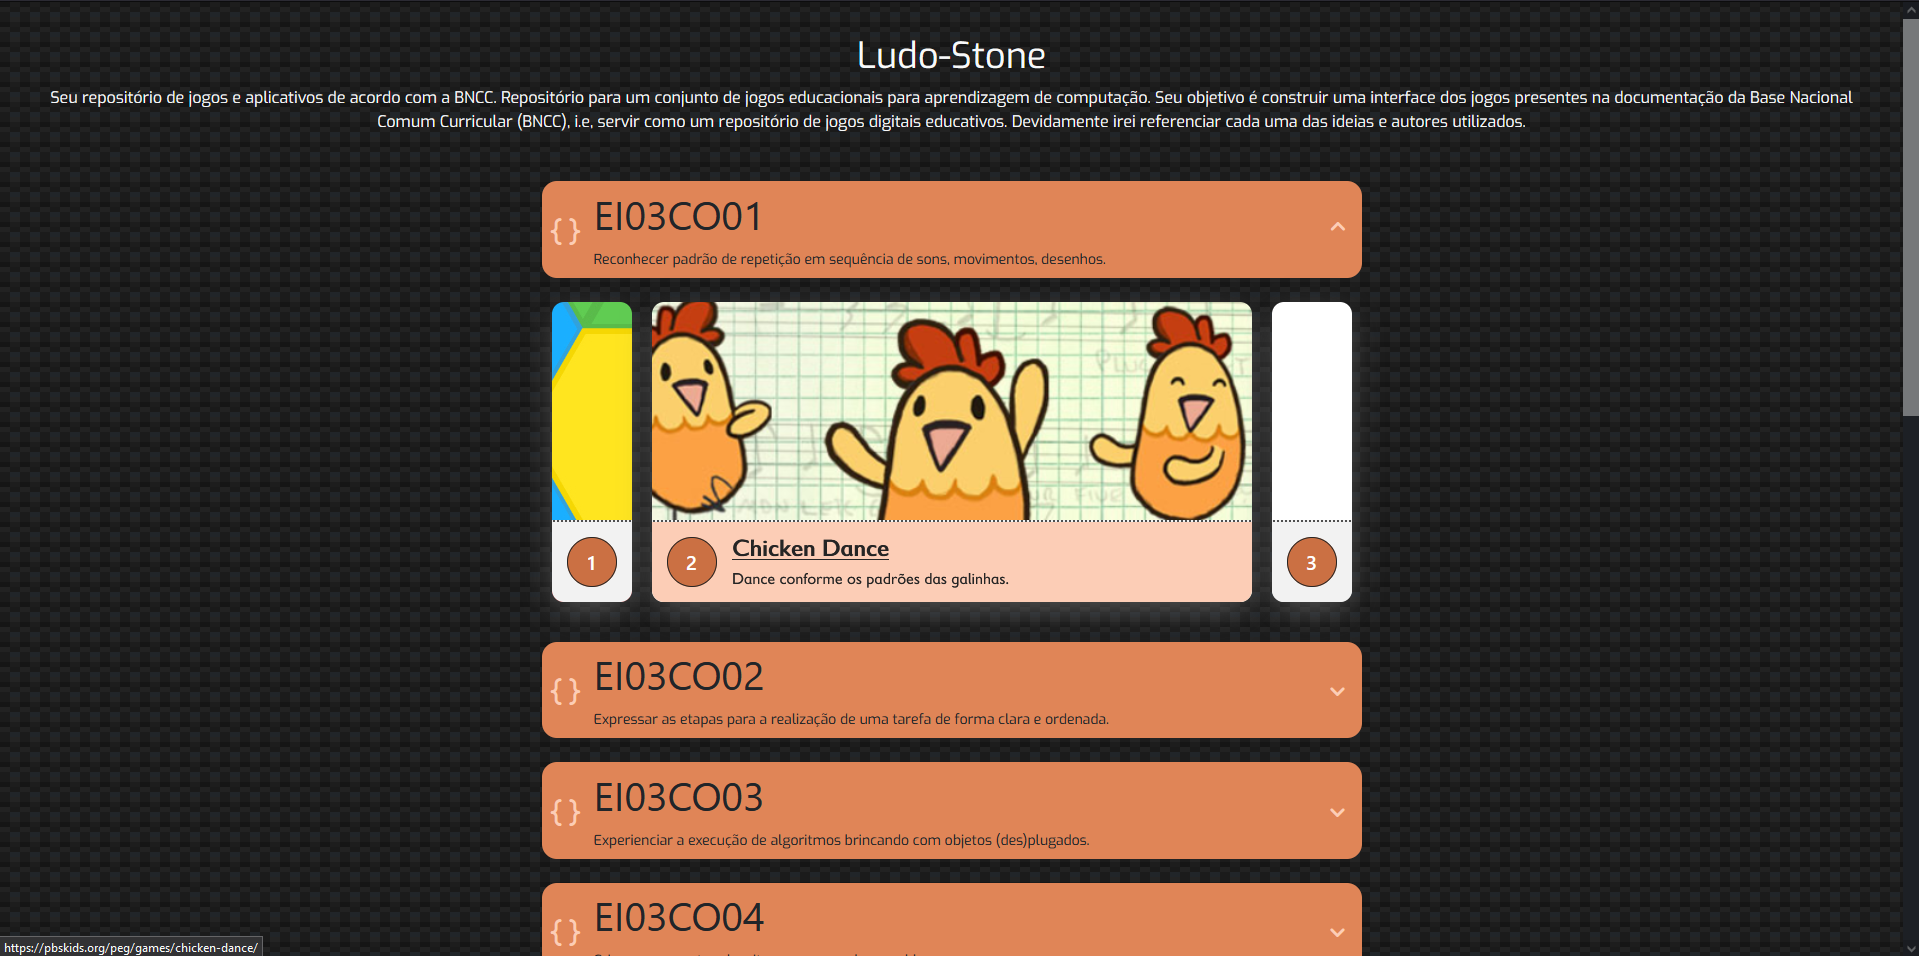 Ludo-Stone
Seu repositório de jogos e aplicativos de acordo com a BNCC. Repositório para um conjunto de jogos educacionais para aprendizagem de computação. Seu objetivo é construir uma interface dos jogos presentes na documentação da Base Nacional
Comum Curricular (BNCC), i.e, servir como um repositório de jogos digitais educativos. Devidamente irei referenciar cada uma das ideias e autores utilizados.
{ } EI03CO01
Reconhecer padrão de repetição em sequência de sons, movimentos, desenhos.
1
2
Chicken Dance
Dance conforme os padrões das galinhas.
3
{ } EI03CO02
Expressar as etapas para a realização de uma tarefa de forma clara e ordenada.
{ } EI03CO03
Experienciar a execução de algoritmos brincando com objetos (des)plugados.
{ } EI03CO04
https://pbskids.org/peg/games/chicken-dance/